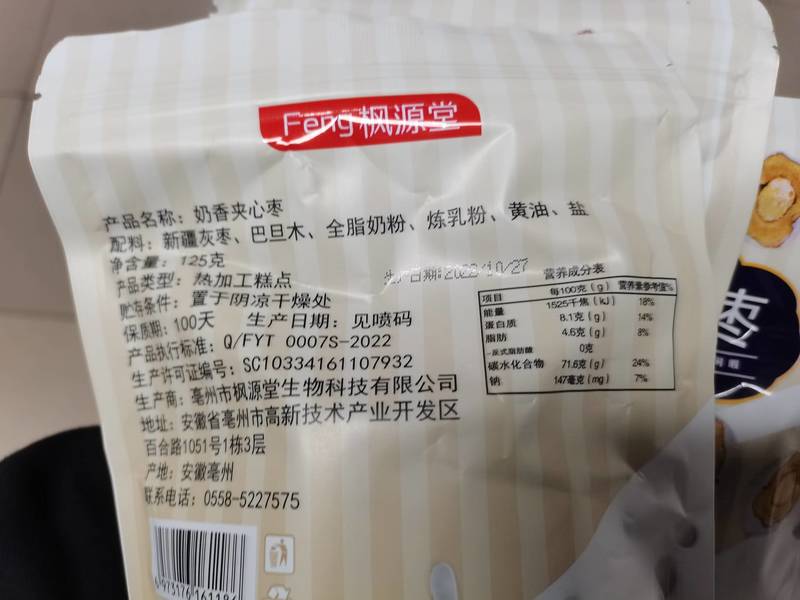 Feng 枫源堂
产品名称：奶香夹心枣
配料：新疆灰枣、巴旦木、全脂奶粉、炼乳粉、黄油、盐
净含量：125克
产品类型：热加工糕点
贮存条件：置于阴凉干燥处
保质期：100天 生产日期：见喷码
产品执行标准：Q/FYT 0007S-2022
生产许可证编号：SC10334161107932
生产商：亳州市枫源堂生物科技有限公司
地址：安徽省亳州市高新技术产业开发区
百合路1051号1栋3层
产地：安徽亳州
联系电话：0558-5227575
生产日期:2022/10/27
营养成分表
项目 每100克(g) 营养素参考值%
能量 1525千焦(kJ) 18%
蛋白质 8.1克(g) 14%
脂肪 4.6克(g) 8%
-反式脂肪酸 0克
碳水化合物 71.6克(g) 24%
钠 147毫克(mg) 7%
枣